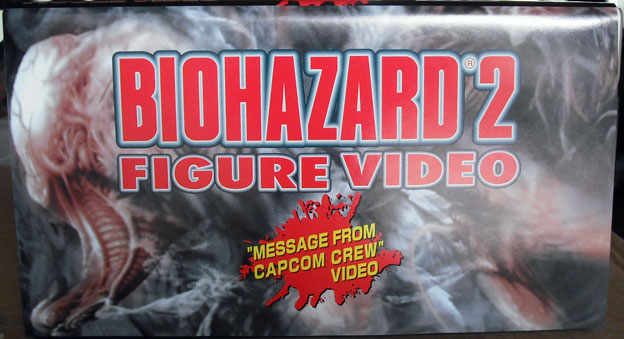 BIOHAZARD® 2
FIGURE VIDEO
"MESSAGE FROM
CAPCOM CREW"
VIDEO